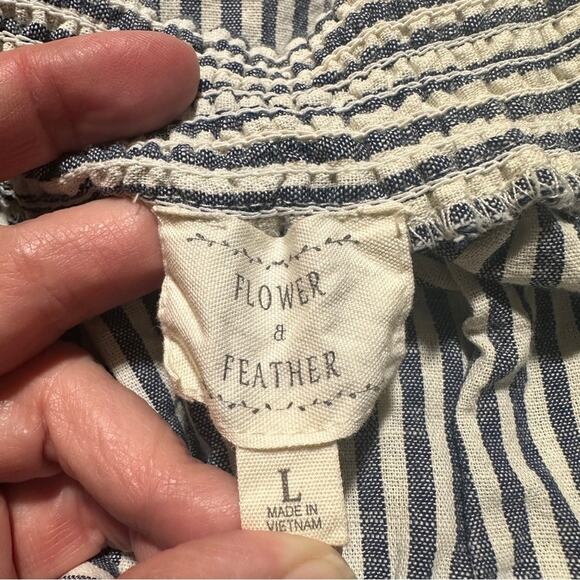 FLOWER
&
FEATHER
L
MADE IN
VIETNAM